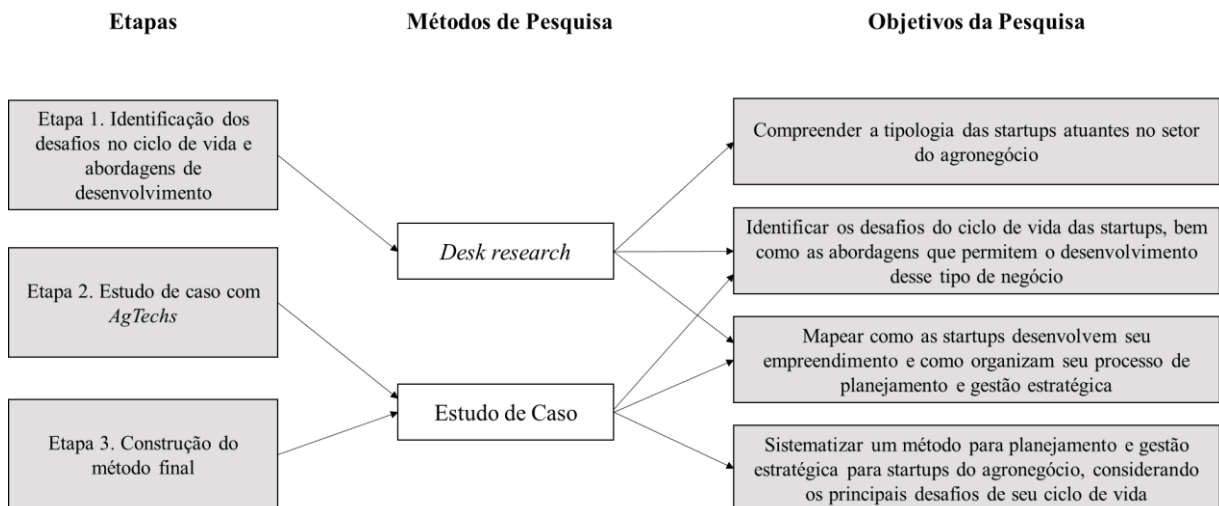 Etapas
Métodos de Pesquisa
Objetivos da Pesquisa
Etapa 1. Identificação dos
desafios no ciclo de vida e
abordagens de
desenvolvimento
Etapa 2. Estudo de caso com
AgTechs
Etapa 3. Construção do
método final
Desk research
Estudo de Caso
Compreender a tipologia das startups atuantes no setor
do agronegócio
Identificar os desafios do ciclo de vida das startups, bem
como as abordagens que permitem o desenvolvimento
desse tipo de negócio
Mapear como as startups desenvolvem seu
empreendimento e como organizam seu processo de
planejamento e gestão estratégica
Sistematizar um método para planejamento e gestão
estratégica para startups do agronegócio, considerando
os principais desafios de seu ciclo de vida